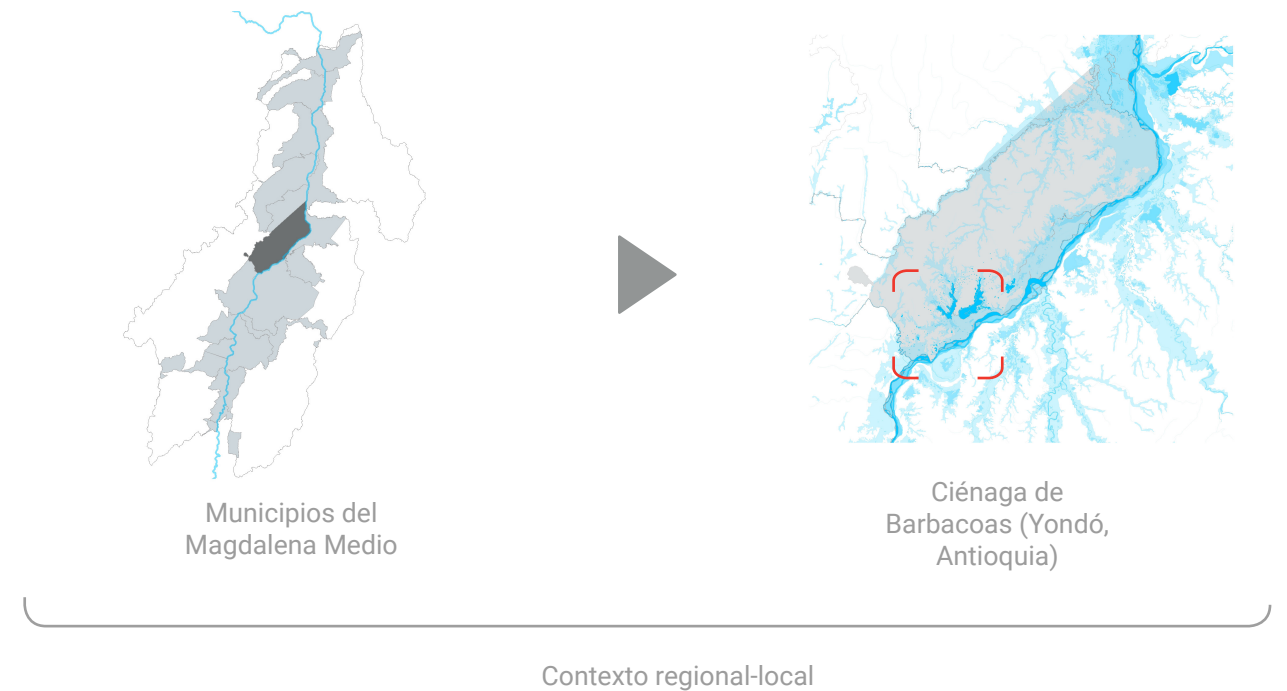 Municipios del
Magdalena Medio
Ciénaga de
Barbacoas (Yondó,
Antioquia)
Contexto regional-local